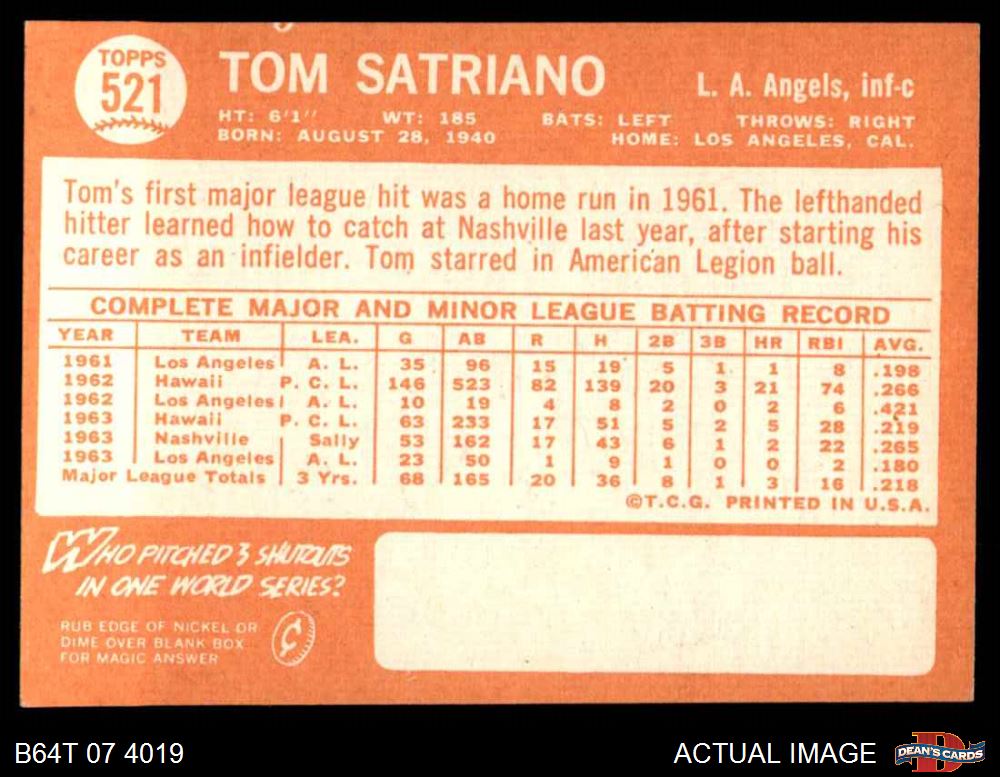 TOPPS
521
TOM SATRIANO
L. A. Angels, inf-c
HT: 6'1" WT: 185 BATS: LEFT THROWS: RIGHT
BORN: AUGUST 28, 1940 HOME: LOS ANGELES, CAL.
Tom's first major league hit was a home run in 1961. The lefthanded
hitter learned how to catch at Nashville last year, after starting his
career as an infielder. Tom starred in American Legion ball.
COMPLETE MAJOR AND MINOR LEAGUE BATTING RECORD
YEAR TEAM LEA. G AB R H 2B 3B HR RBI AVG.
1961 Los Angeles A. L. 35 96 15 19 5 1 1 8 .198
1962 Hawaii P. C. L. 146 523 82 139 20 3 21 74 .266
1962 Los Angeles A. L. 10 19 4 8 2 0 2 6 .421
1963 Hawaii P. C. L. 63 233 17 51 5 2 5 28 .219
1963 Nashville Sally 53 162 17 43 6 1 2 22 .265
1963 Los Angeles A. L. 23 50 1 9 1 0 0 2 .180
Major League Totals 3 Yrs. 68 165 20 36 8 1 3 16 .218
©T.C.G. PRINTED IN U.S.A.
WHO PITCHED 3 SHUTOUTS
IN ONE WORLD SERIES?
RUB EDGE OF NICKEL OR
DIME OVER BLANK BOX
FOR MAGIC ANSWER
¢
B64T 07 4019
ACTUAL IMAGE
DEAN'S CARDS